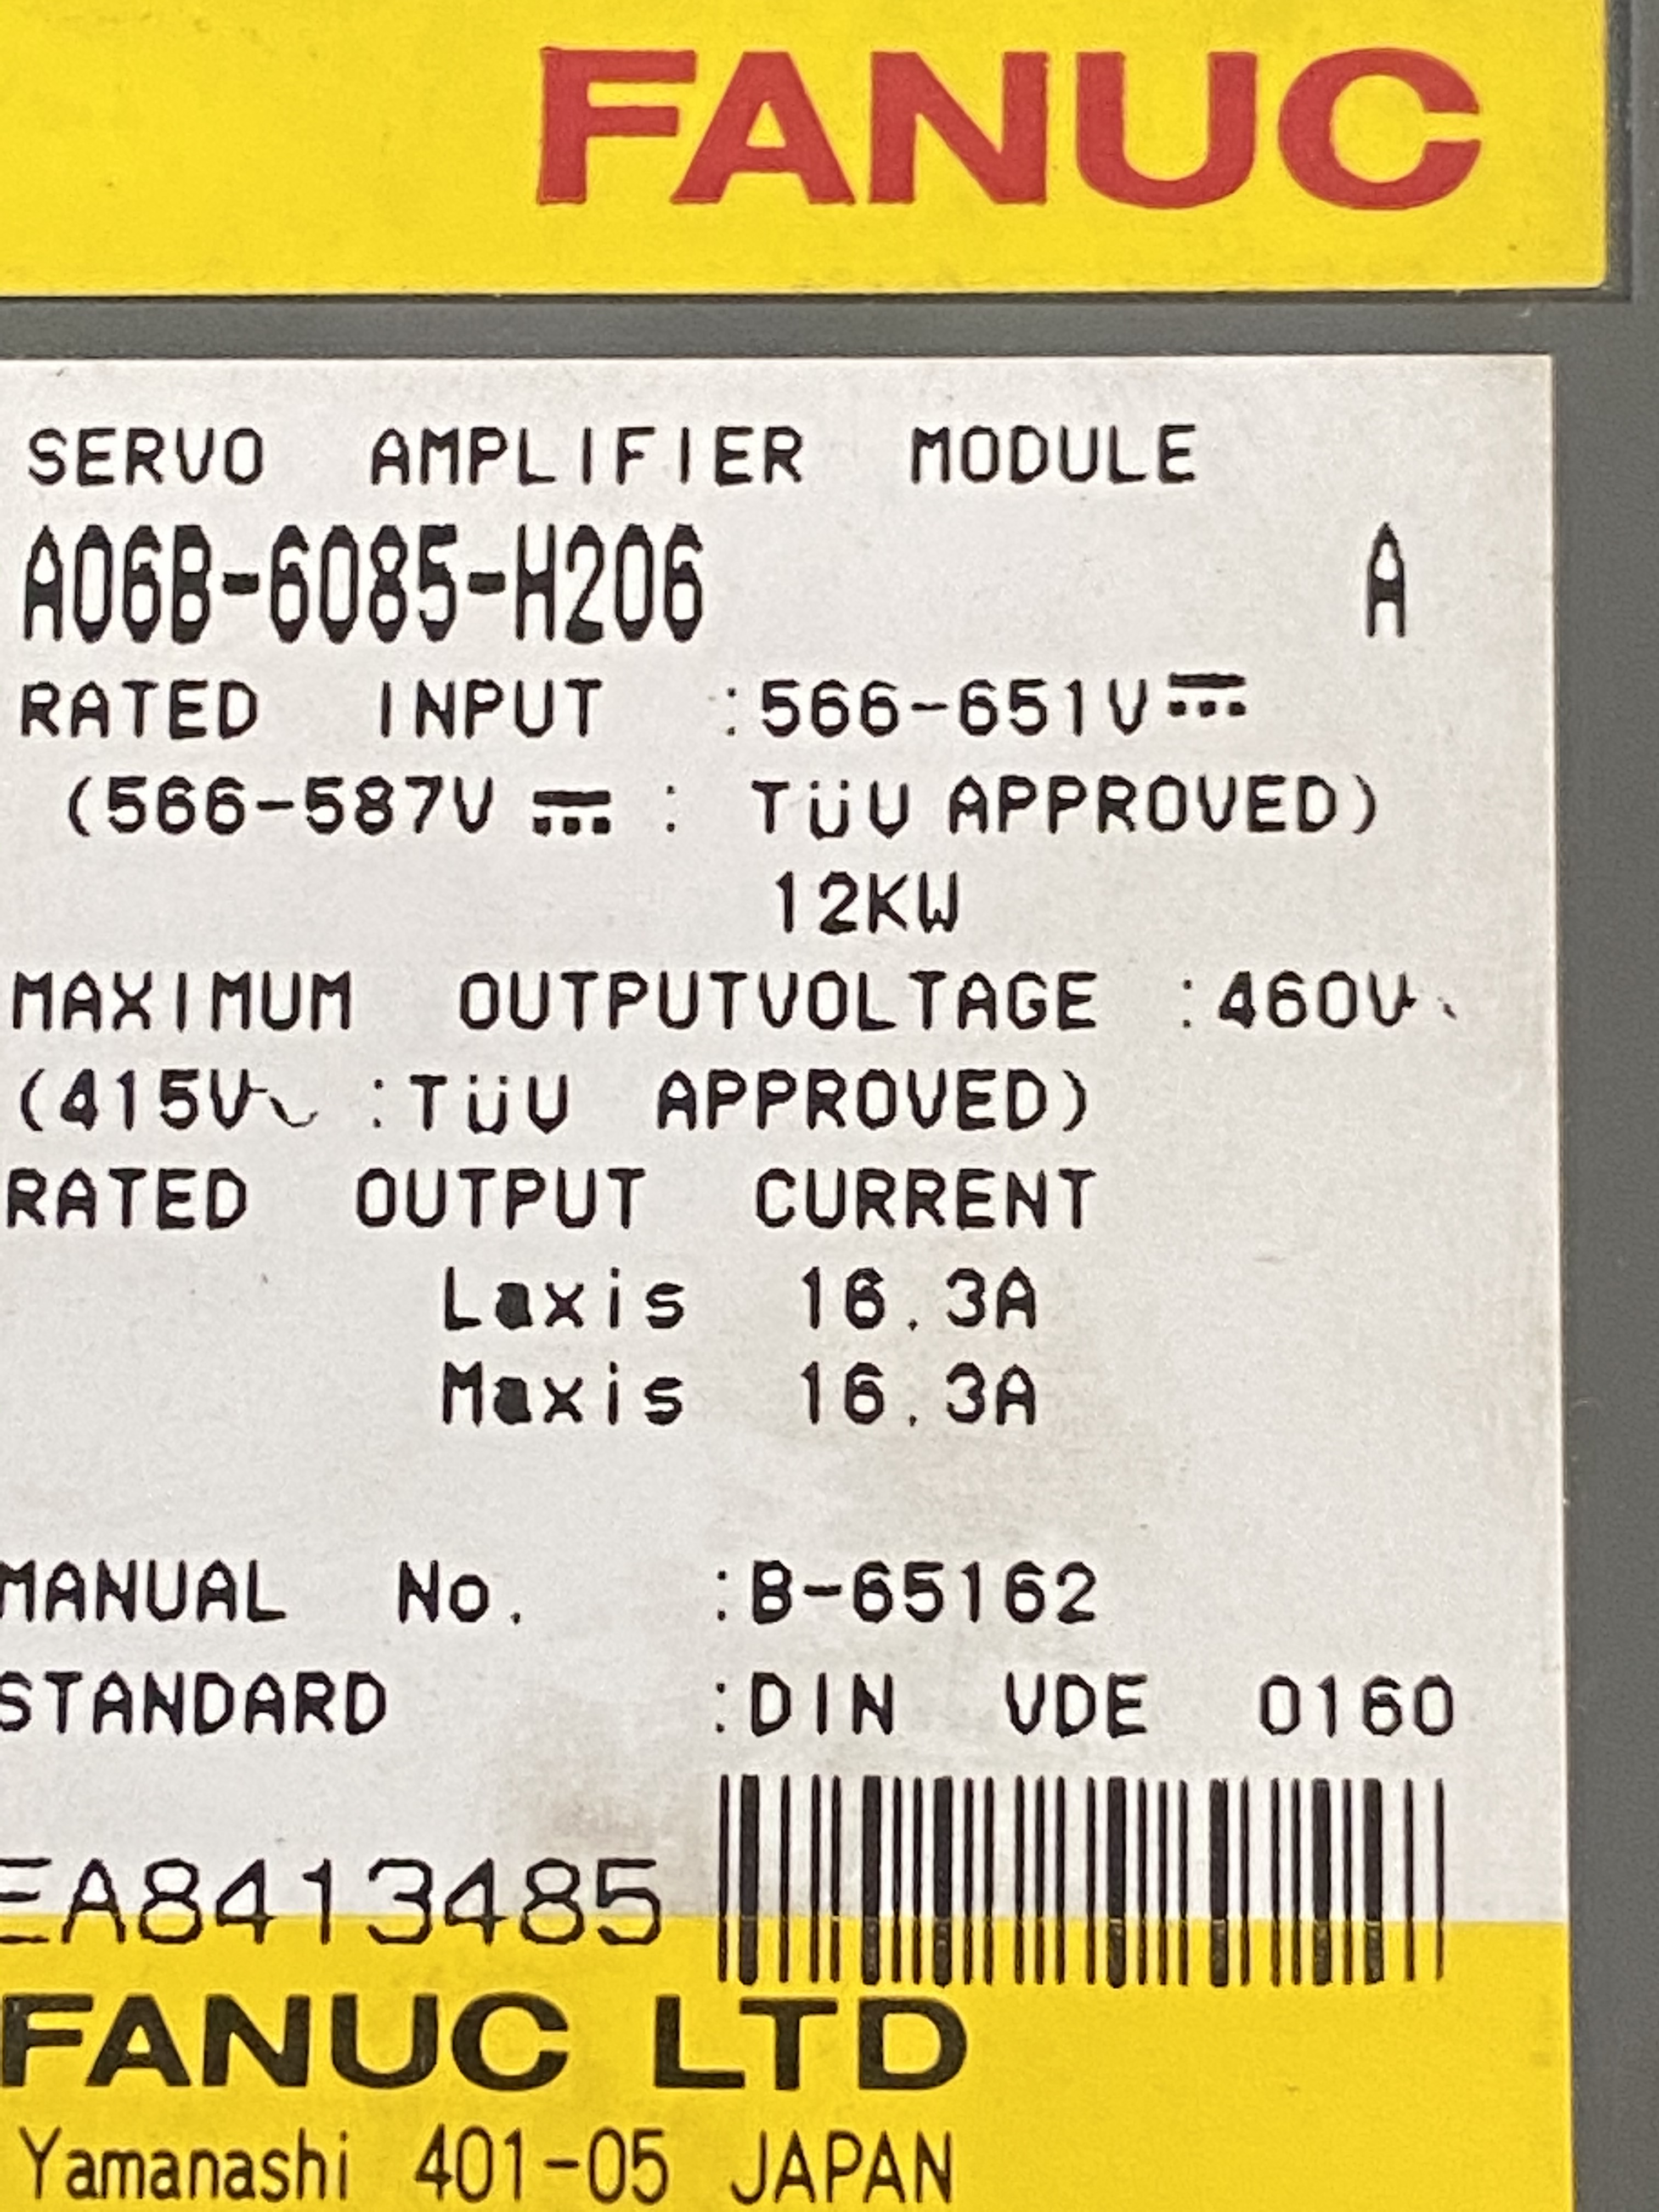 FANUC
SERVO AMPLIFIER MODULE
A06B-6085-H206 A
RATED INPUT :566-651V⎓
(566-587V ⎓ : TüV APPROVED)
12KW
MAXIMUM OUTPUTVOLTAGE :460V~
(415V~ :TüV APPROVED)
RATED OUTPUT CURRENT
Laxis 16.3A
Maxis 16.3A
MANUAL No. :B-65162
STANDARD :DIN VDE 0160
EA8413485
FANUC LTD
Yamanashi 401-05 JAPAN